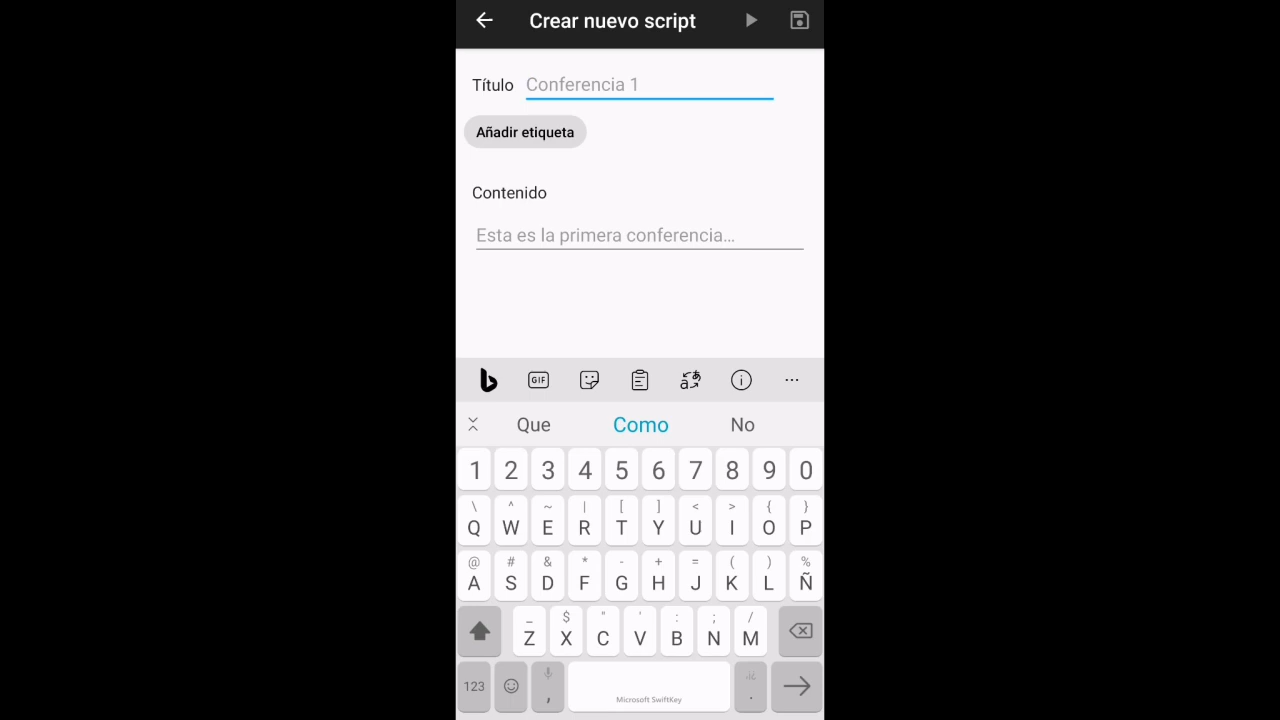 Crear nuevo script
Título Conferencia 1
Añadir etiqueta
Contenido
Esta es la primera conferencia...
GIF
Que Como No
1 2 3 4 5 6 7 8 9 0
\ ^ ~ | [ ] < > { }
Q W E R T Y U I O P
@ # & * - + = ( ) %
A S D F G H J K L Ñ
_ $ " ' : ; /
Z X C V B N M
123 , Microsoft SwiftKey .